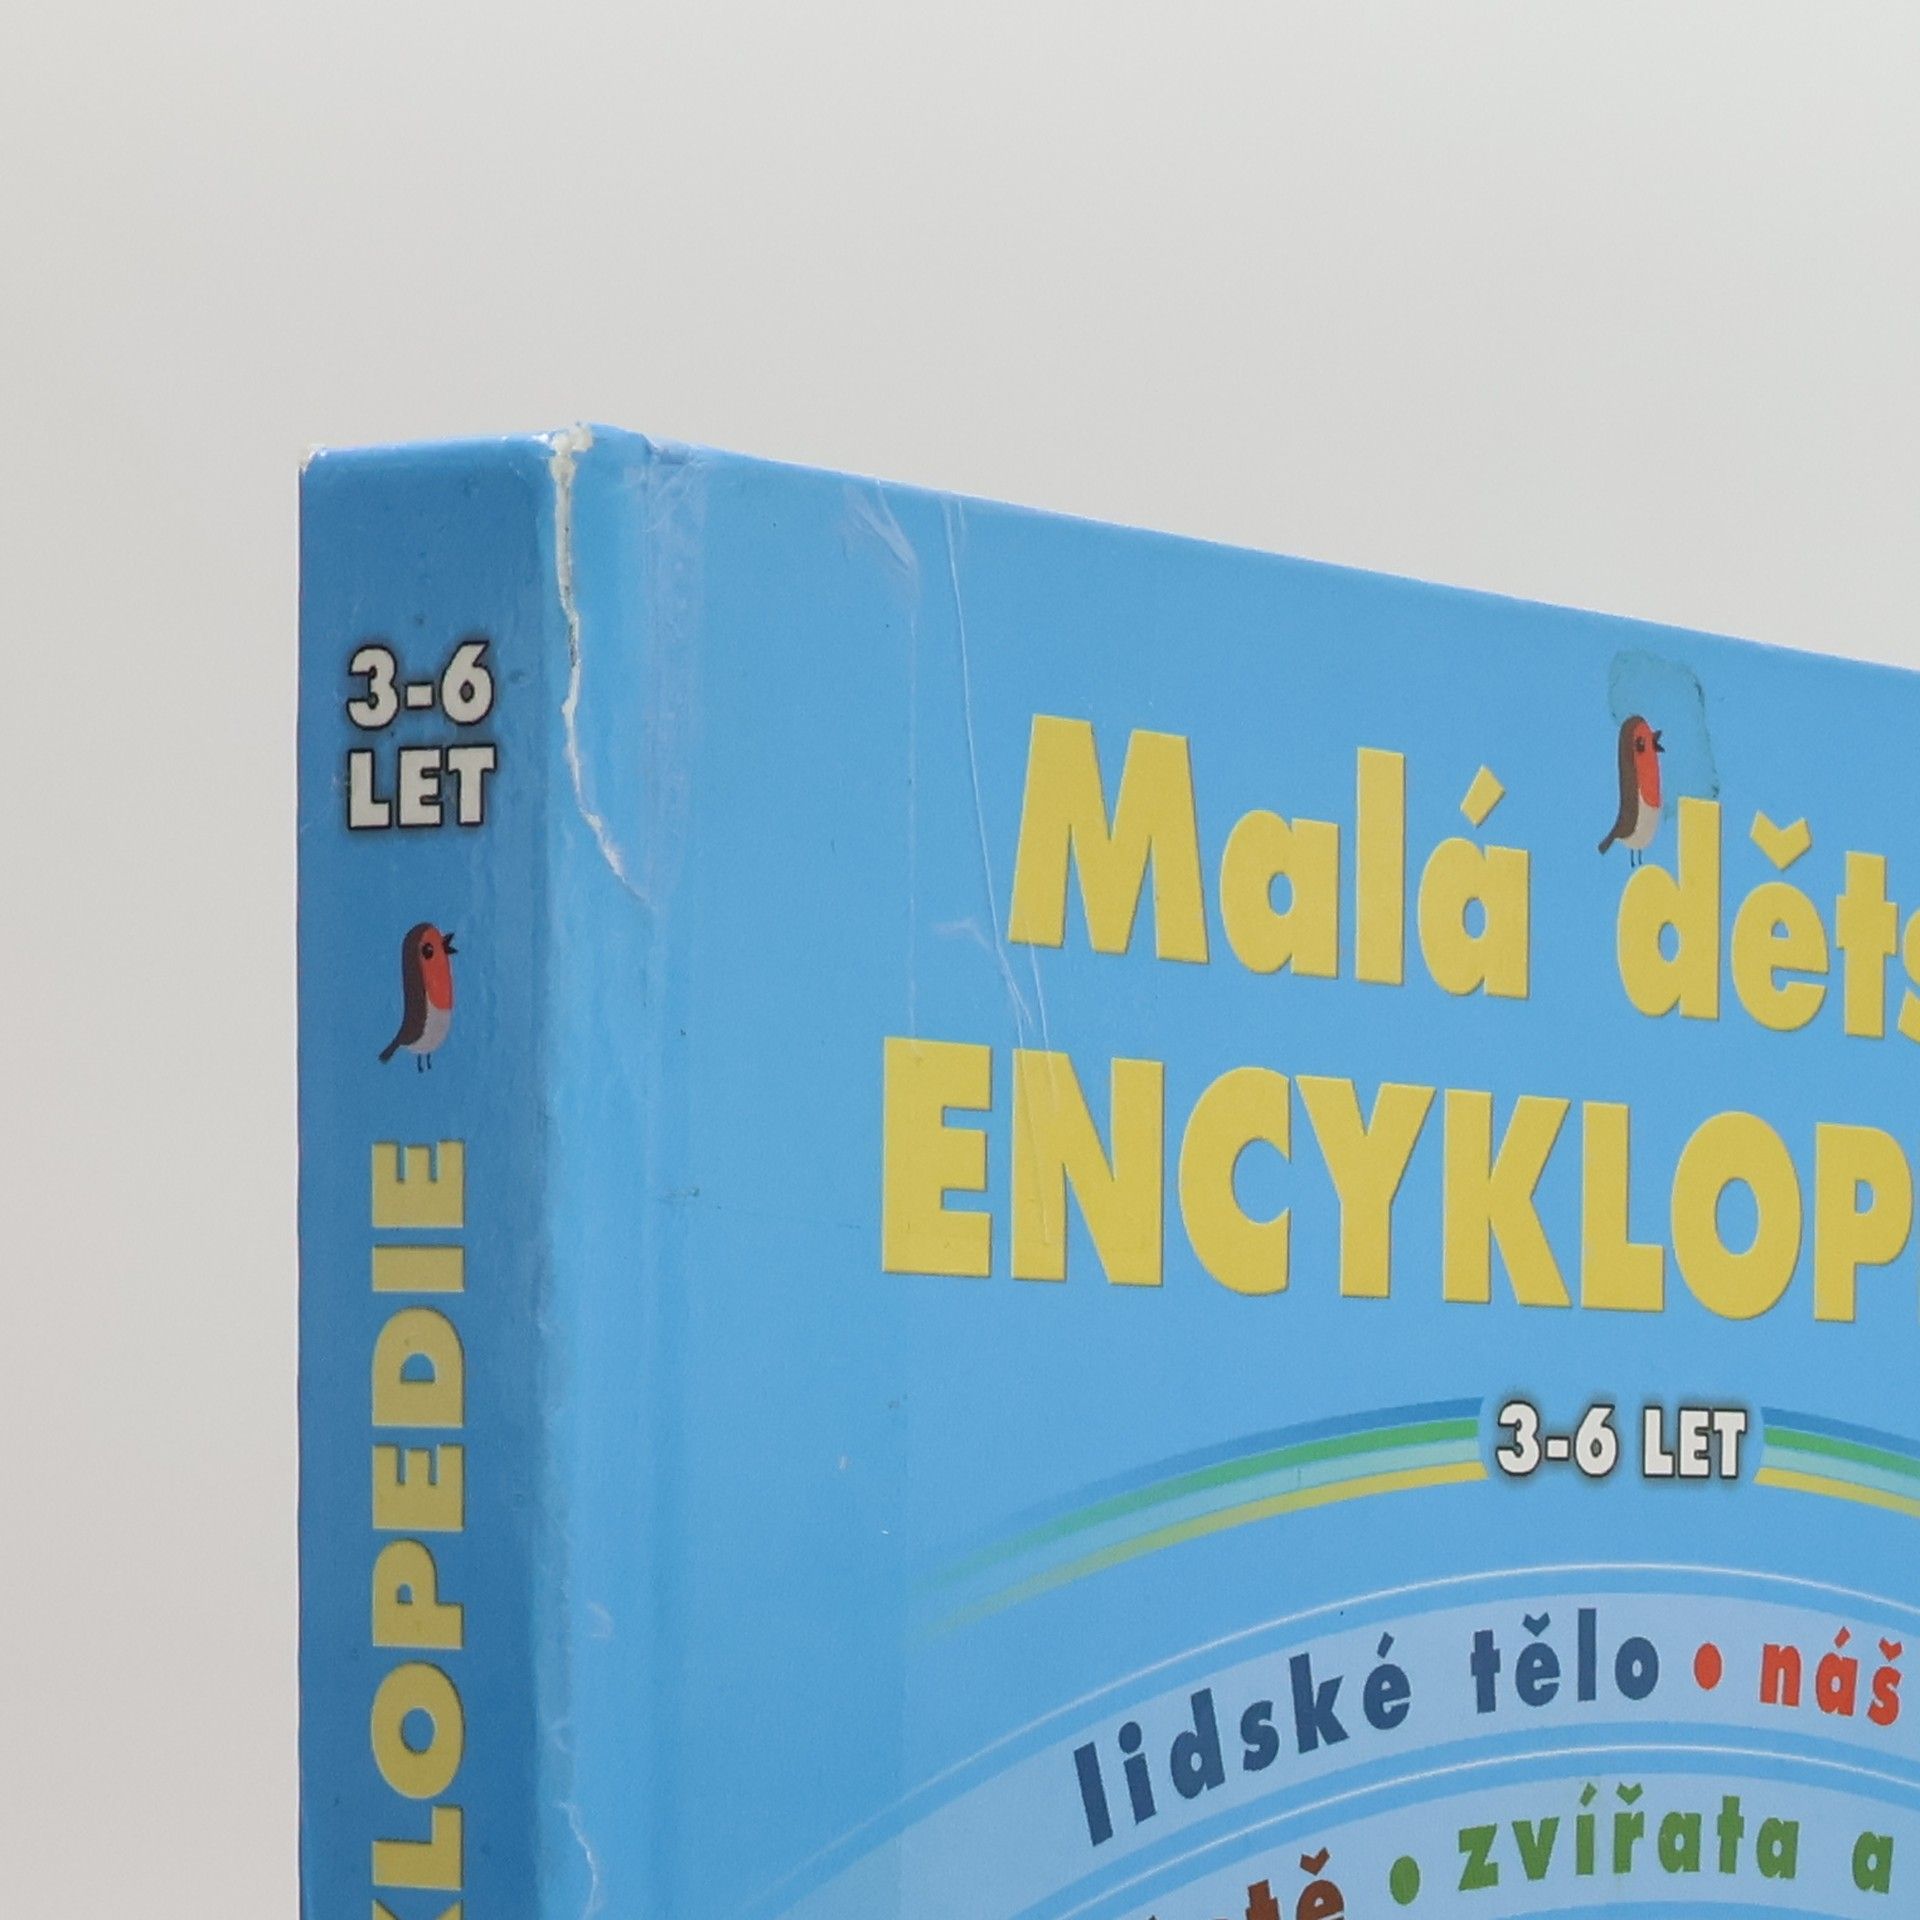 3-6
LET
KLOPEDIE
Malá děts
ENCYKLOP
3-6 LET
lidské tělo • náš
• zvířata a